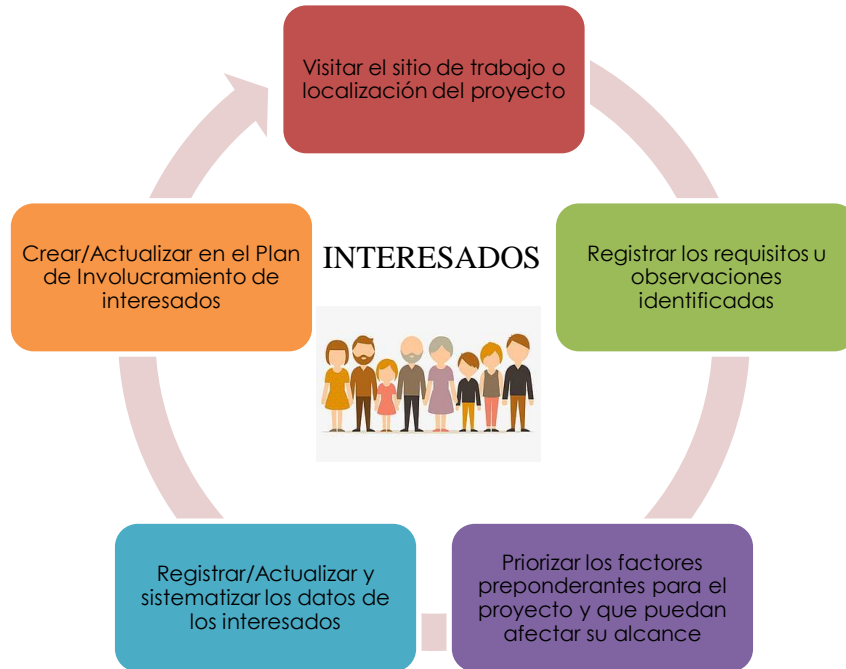 Visitar el sitio de trabajo o
localización del proyecto
Registrar los requisitos u
observaciones
identificadas
Priorizar los factores
preponderantes para el
proyecto y que puedan
afectar su alcance
Registrar/Actualizar y
sistematizar los datos de
los interesados
Crear/Actualizar en el Plan
de Involucramiento de
interesados
INTERESADOS